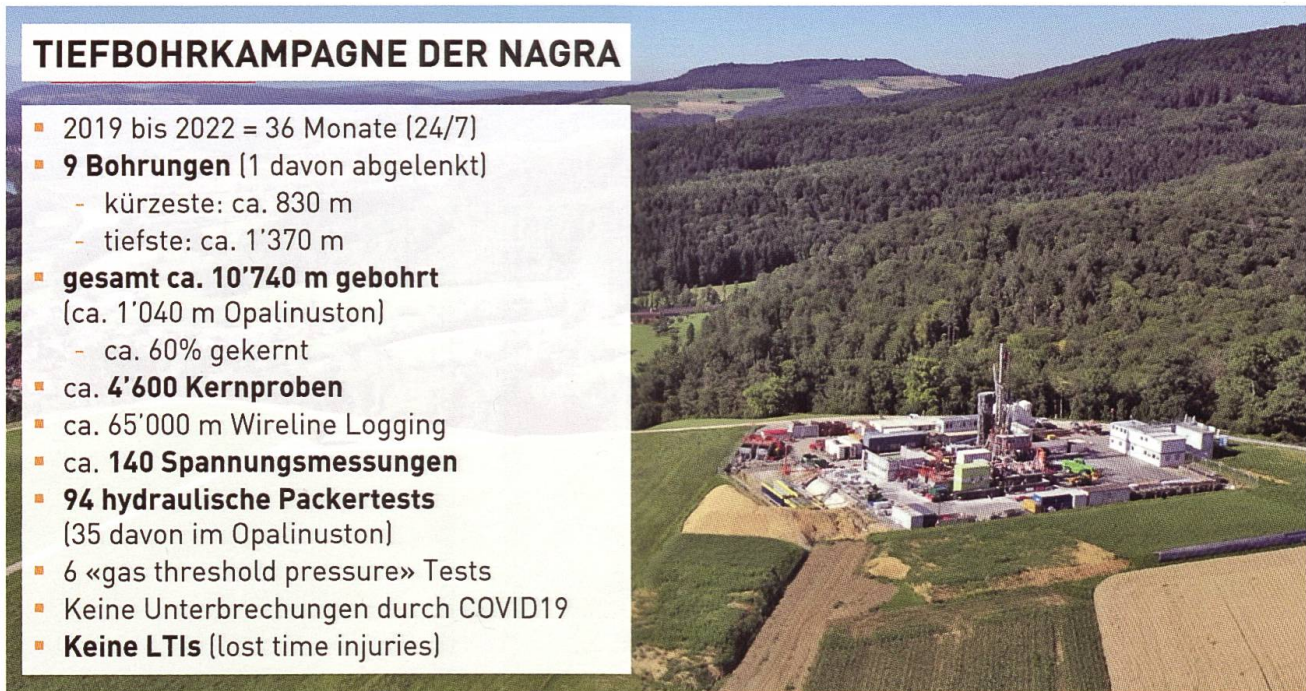 TIEFBOHRKAMPAGNE DER NAGRA
▪ 2019 bis 2022 = 36 Monate (24/7)
▪ 9 Bohrungen (1 davon abgelenkt)
- kürzeste: ca. 830 m
- tiefste: ca. 1'370 m
▪ gesamt ca. 10'740 m gebohrt
(ca. 1'040 m Opalinuston)
- ca. 60% gekernt
▪ ca. 4'600 Kernproben
▪ ca. 65'000 m Wireline Logging
▪ ca. 140 Spannungsmessungen
▪ 94 hydraulische Packertests
(35 davon im Opalinuston)
▪ 6 «gas threshold pressure» Tests
▪ Keine Unterbrechungen durch COVID19
▪ Keine LTIs (lost time injuries)